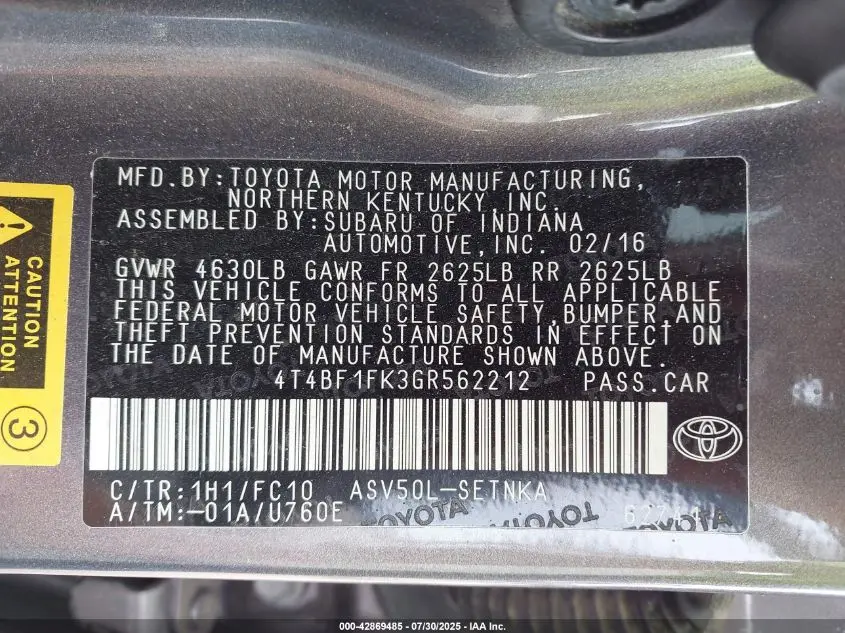 MFD.BY:TOYOTA MOTOR MANUFACTURING,
NORTHERN KENTUCKY,INC.
ASSEMBLED BY:SUBARU OF INDIANA
AUTOMOTIVE,INC. 02/16
GVWR 4630LB GAWR FR 2625LB RR 2625LB
THIS VEHICLE CONFORMS TO ALL APPLICABLE
FEDERAL MOTOR VEHICLE SAFETY,BUMPER,AND
THEFT PREVENTION STANDARDS IN EFFECT ON
THE DATE OF MANUFACTURE SHOWN ABOVE.
4T4BF1FK3GR562212 PASS.CAR
C/TR:1H1/FC10 ASV50L-SETNKA
A/TM:-01A/U760E
TOYOTA TOYOTA TOYOTA
CAUTION
ATTENTION
3
000-42869485 - 07/30/2025 - IAA Inc.